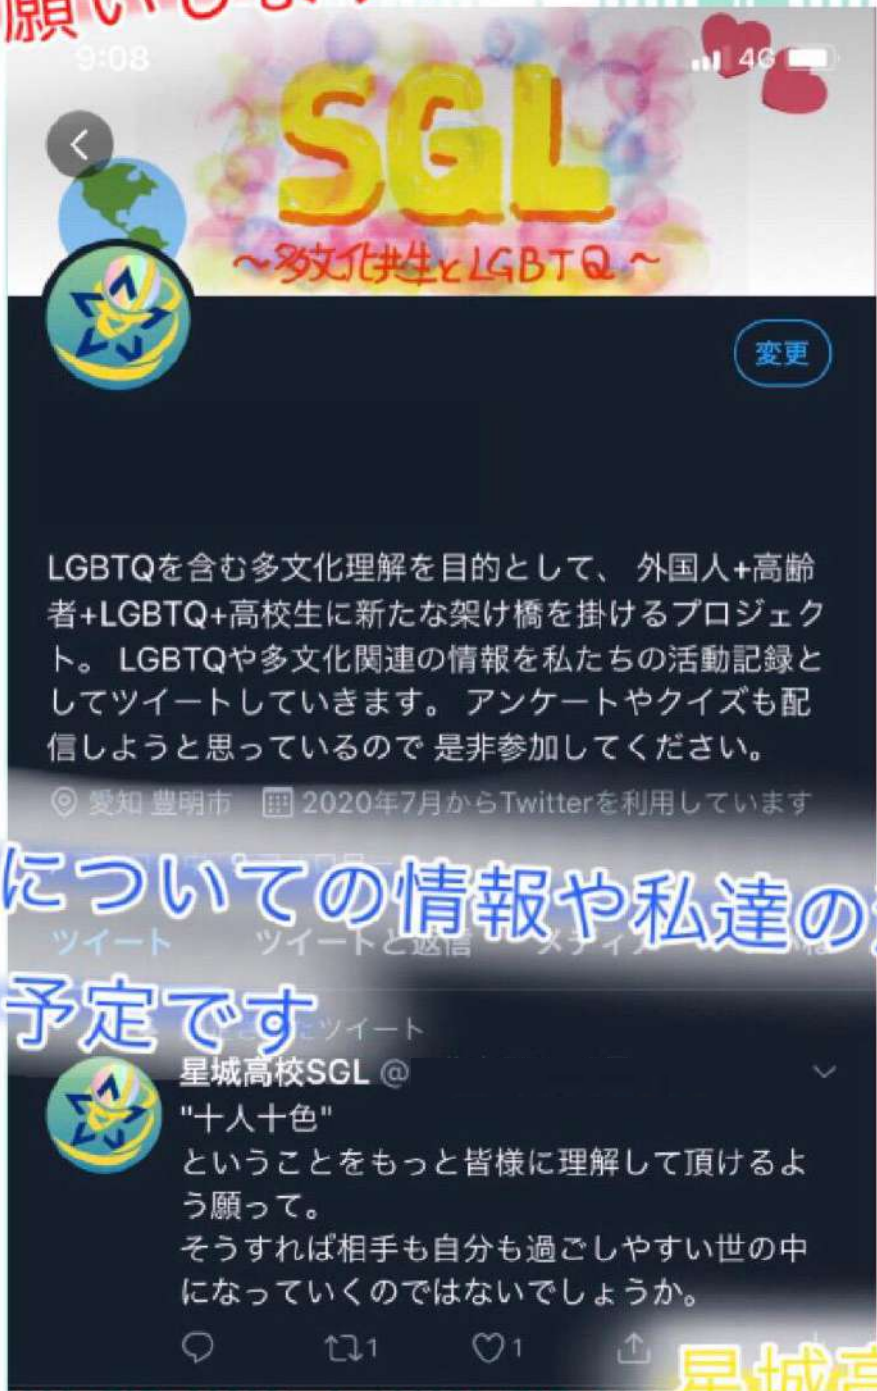 願いしま
9:08
4G
SGL
～多文化共生とLGBTQ～
変更
LGBTQを含む多文化理解を目的として、 外国人+高齢
者+LGBTQ+高校生に新たな架け橋を掛けるプロジェク
ト。 LGBTQや多文化関連の情報を私たちの活動記録と
してツイートしていきます。 アンケートやクイズも配
信しようと思っているので 是非参加してください。
愛知 豊明市 2020年7月からTwitterを利用しています
についての情報や私達の
ツイート ツイートと返信
予定です
ツイート
星城高校SGL @
"十人十色"
ということをもっと皆様に理解して頂けるよ
う願って。
そうすれば相手も自分も過ごしやすい世の中
になっていくのではないでしょうか。
1 1
星城高